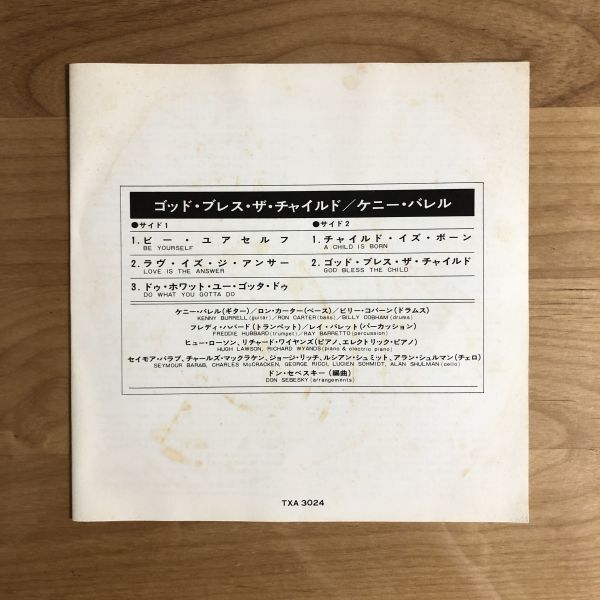 ゴッド・ブレス・ザ・チャイルド／ケニー・バレル
●サイド1
1. ビー・ユアセルフ
BE YOURSELF
2. ラヴ・イズ・ジ・アンサー
LOVE IS THE ANSWER
3. ドゥ・ホワット・ユー・ゴッタ・ドゥ
DO WHAT YOU GOTTA DO
●サイド2
1. チャイルド・イズ・ボーン
A CHILD IS BORN
2. ゴッド・ブレス・ザ・チャイルド
GOD BLESS THE CHILD
ケニー・バレル(ギター)／ロン・カーター(ベース)／ビリー・コバーン(ドラムス)
KENNY BURRELL(guitar)／RON CARTER(bass)／BILLY COBHAM(drums)
フレディ・ハバード(トランペット)／レイ・バレット(パーカッション)
FREDDIE HUBBARD(trumpet)／RAY BARRETTO(percussion)
ヒュー・ローソン、リチャード・ワイヤンズ(ピアノ、エレクトリック・ピアノ)
HUGH LAWSON, RICHARD WYANDS(piano & electric piano)
セイモア・バラブ、チャールズ・マックラケン、ジョージ・リッチ、ルシアン・シュミット、アラン・シュルマン(チェロ)
SEYMOUR BARAB, CHARLES McCRACKEN, GEORGE RICCI, LUCIEN SCHMIDT, ALAN SHULMAN(cello)
ドン・セベスキー(編曲)
DON SEBESKY(arrangements)
TXA 3024